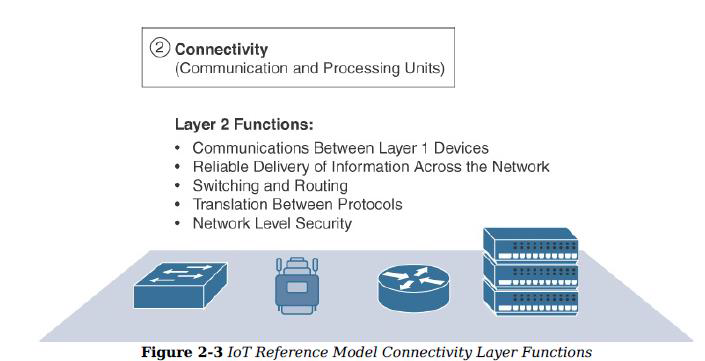 ② Connectivity
(Communication and Processing Units)
Layer 2 Functions:
• Communications Between Layer 1 Devices
• Reliable Delivery of Information Across the Network
• Switching and Routing
• Translation Between Protocols
• Network Level Security
Figure 2-3 IoT Reference Model Connectivity Layer Functions